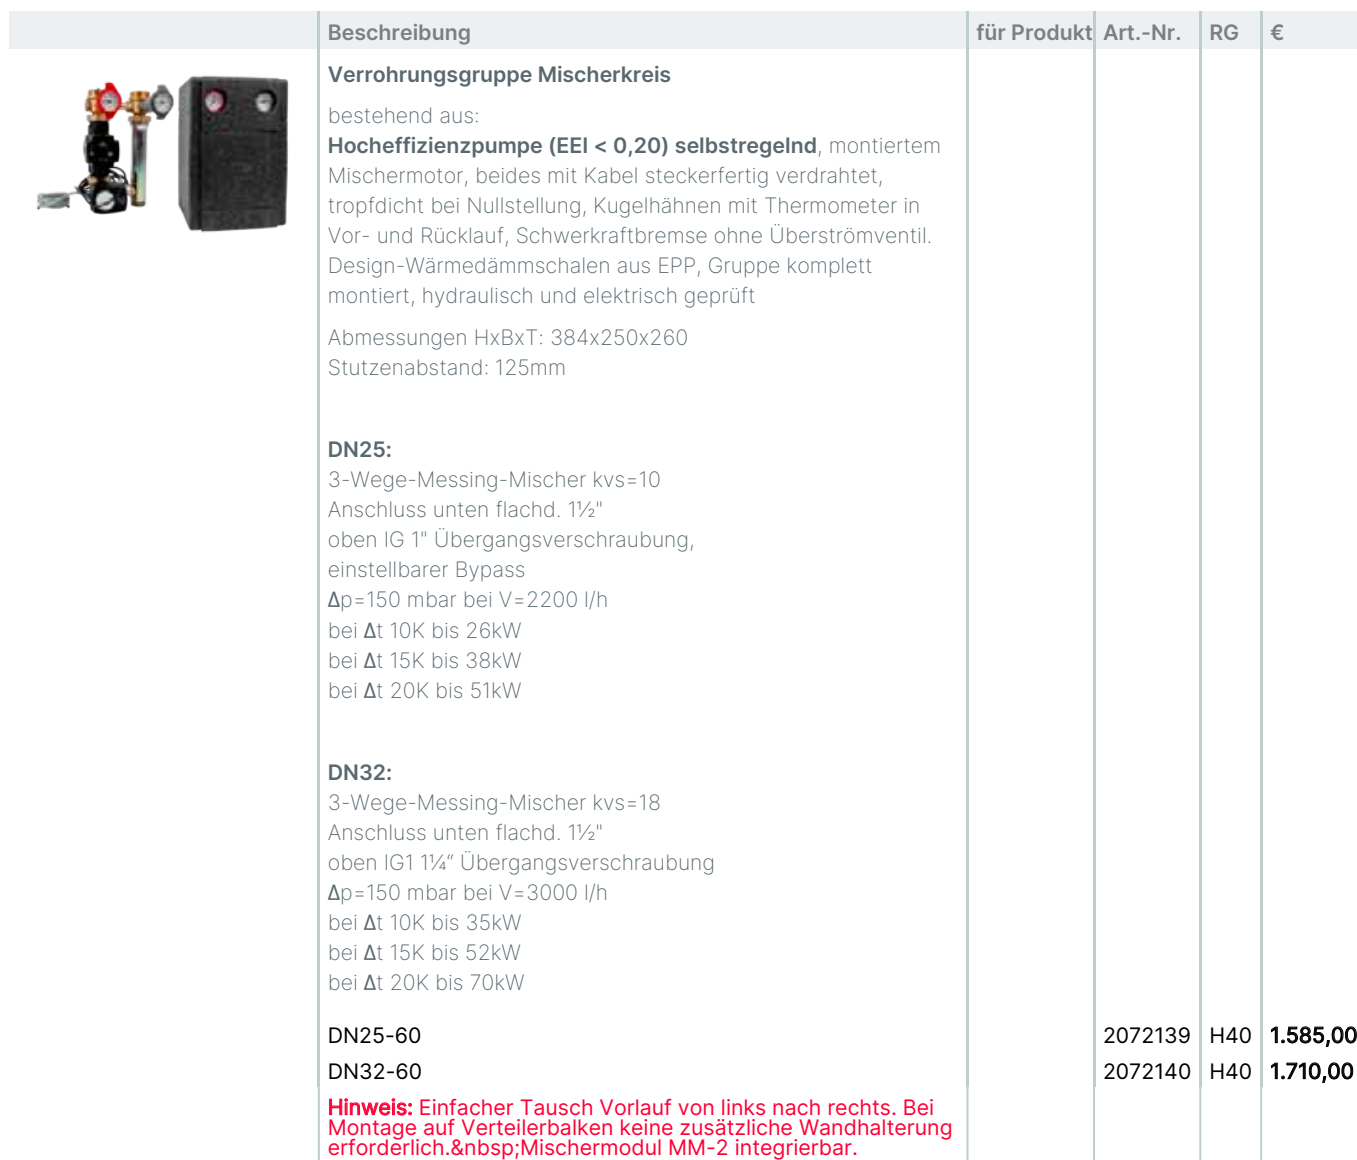 Beschreibung für Produkt Art.-Nr. RG €
Verrohrungsgruppe Mischerkreis
bestehend aus:
Hocheffizienzpumpe (EEI < 0,20) selbstregelnd, montiertem
Mischermotor, beides mit Kabel steckerfertig verdrahtet,
tropfdicht bei Nullstellung, Kugelhähnen mit Thermometer in
Vor- und Rücklauf, Schwerkraftbremse ohne Überströmventil.
Design-Wärmedämmschalen aus EPP, Gruppe komplett
montiert, hydraulisch und elektrisch geprüft
Abmessungen HxBxT: 384x250x260
Stutzenabstand: 125mm
DN25:
3-Wege-Messing-Mischer kvs=10
Anschluss unten flachd. 1½"
oben IG 1" Übergangsverschraubung,
einstellbarer Bypass
Δp=150 mbar bei V=2200 l/h
bei Δt 10K bis 26kW
bei Δt 15K bis 38kW
bei Δt 20K bis 51kW
DN32:
3-Wege-Messing-Mischer kvs=18
Anschluss unten flachd. 1½"
oben IG1 1¼“ Übergangsverschraubung
Δp=150 mbar bei V=3000 l/h
bei Δt 10K bis 35kW
bei Δt 15K bis 52kW
bei Δt 20K bis 70kW
DN25-60 2072139 H40 1.585,00
DN32-60 2072140 H40 1.710,00
Hinweis: Einfacher Tausch Vorlauf von links nach rechts. Bei
Montage auf Verteilerbalken keine zusätzliche Wandhalterung
erforderlich.&nbsp;Mischermodul MM-2 integrierbar.